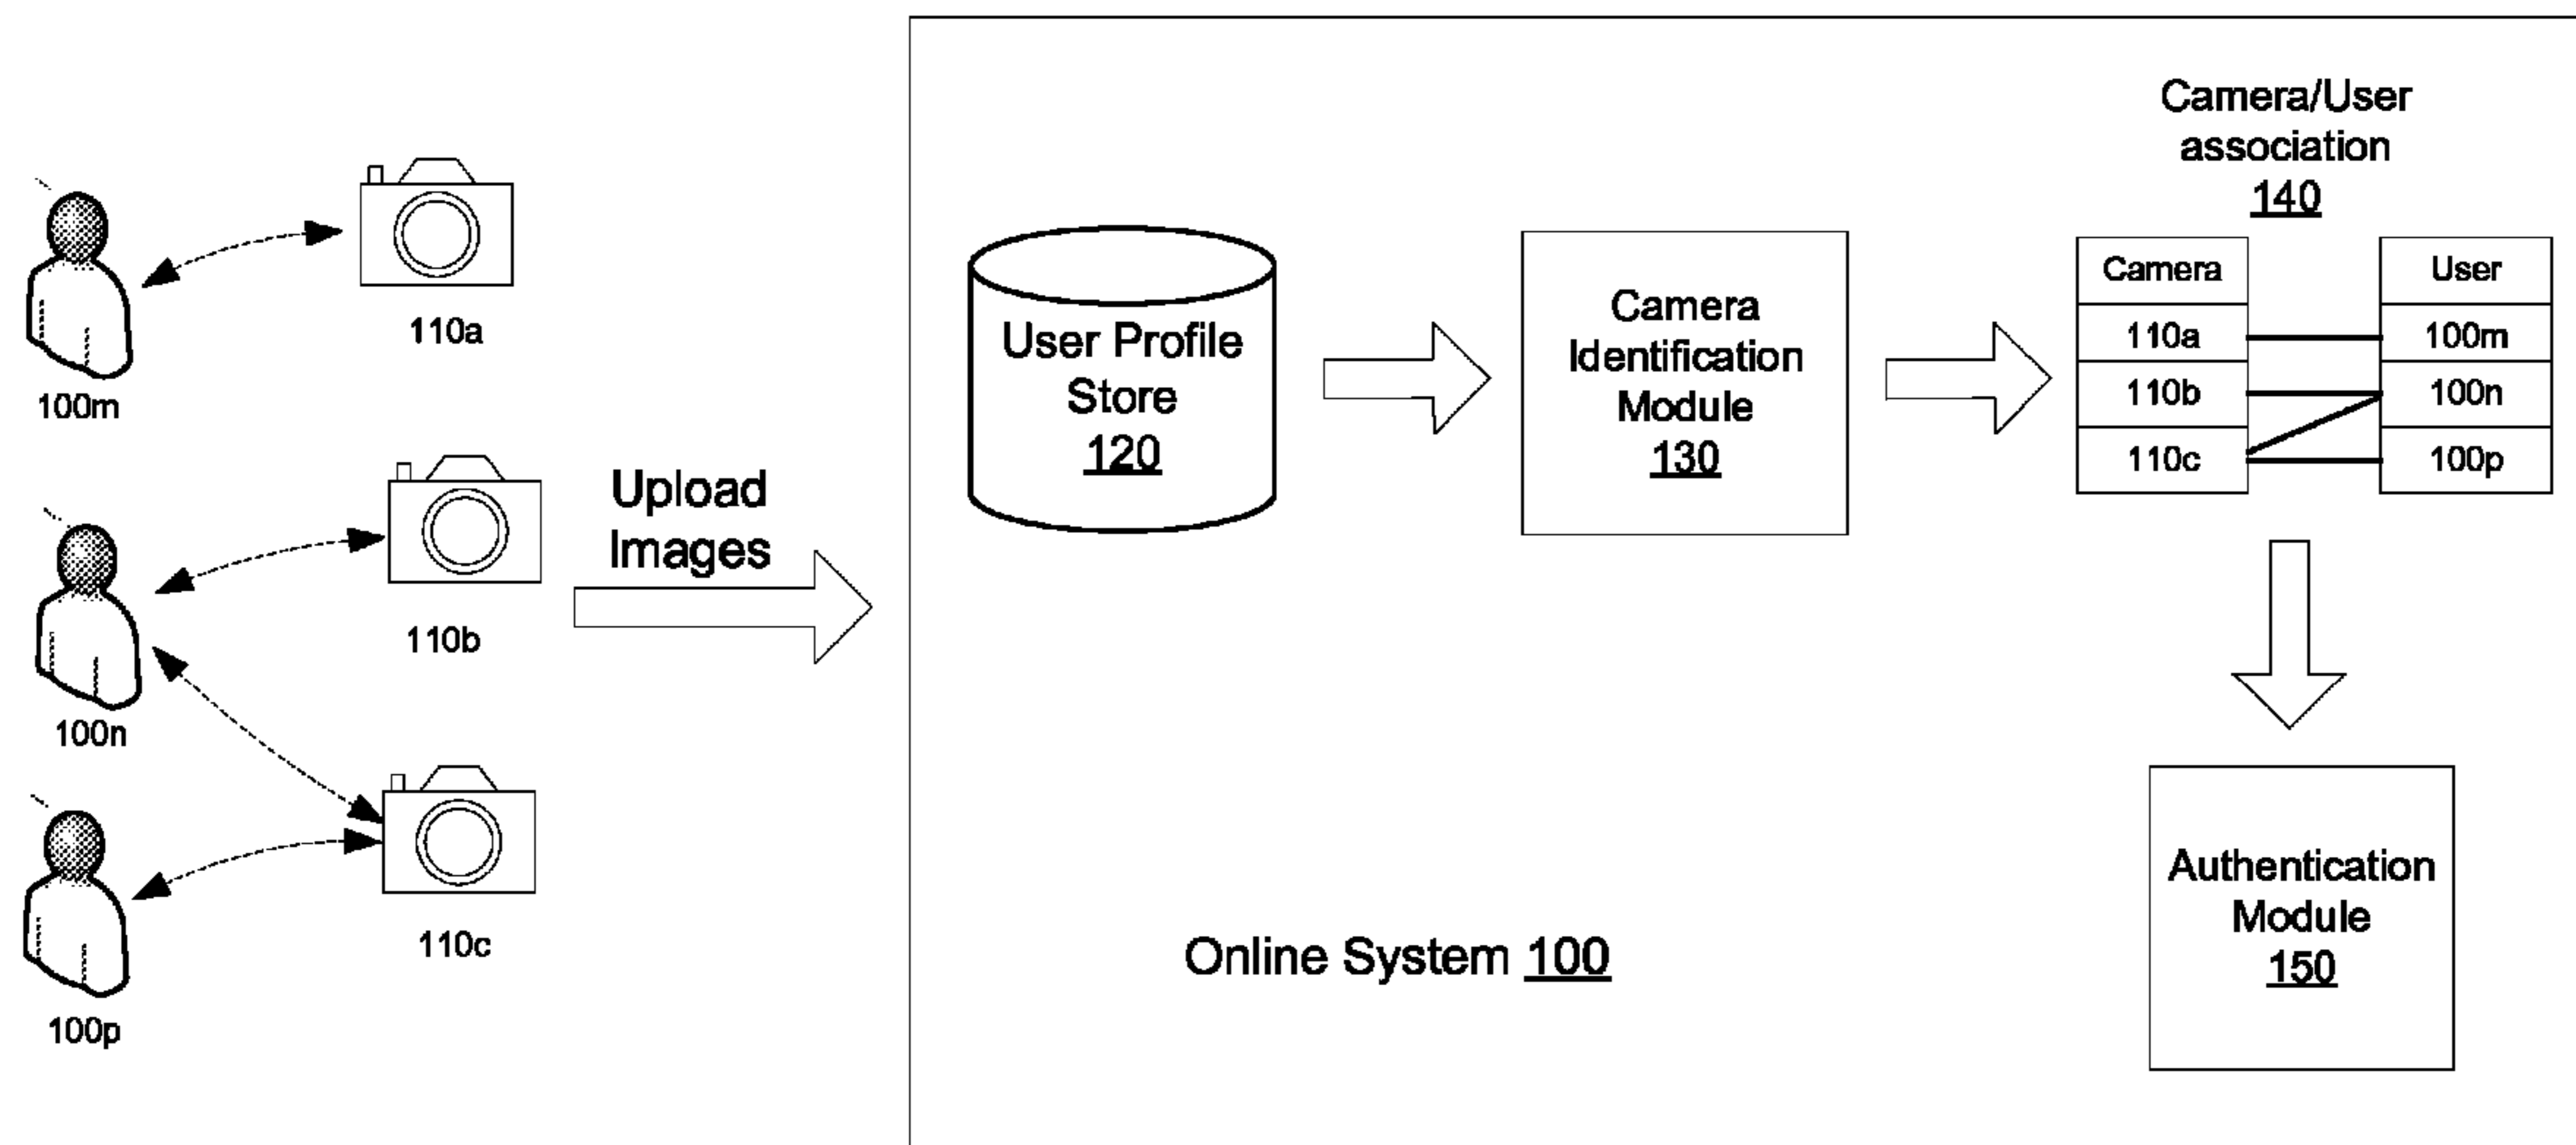 100m
110a
100n
110b
100p
110c
Upload
Images
User Profile
Store
120
Camera
Identification
Module
130
Camera/User
association
140
Camera User
110a 100m
110b 100n
110c 100p
Authentication
Module
150
Online System 100